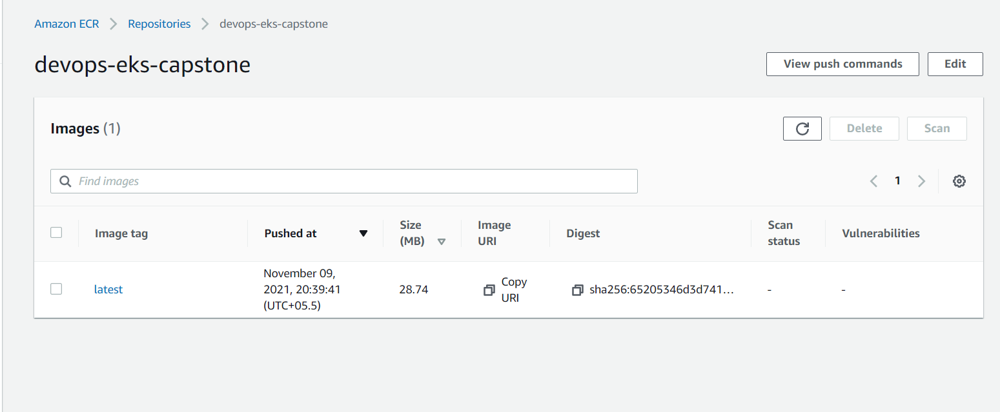 Amazon ECR > Repositories > devops-eks-capstone
devops-eks-capstone
View push commands
Edit
Images (1)
Delete
Scan
Find images
1
Image tag
Pushed at
Size
(MB)
Image
URI
Digest
Scan
status
Vulnerabilities
latest
November 09,
2021, 20:39:41
(UTC+05.5)
28.74
Copy
URI
sha256:65205346d3d741...
-
-